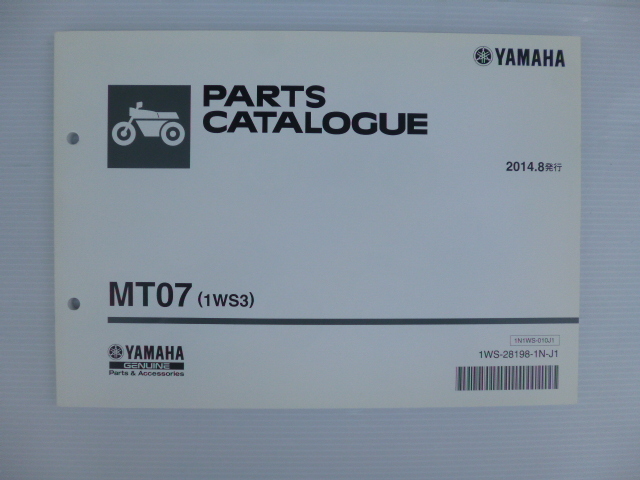 YAMAHA
PARTS
CATALOGUE
2014.8発行
MT07 (1WS3)
1N1WS-010J1
1WS-28198-1N-J1
YAMAHA
GENUINE
Parts & Accessories